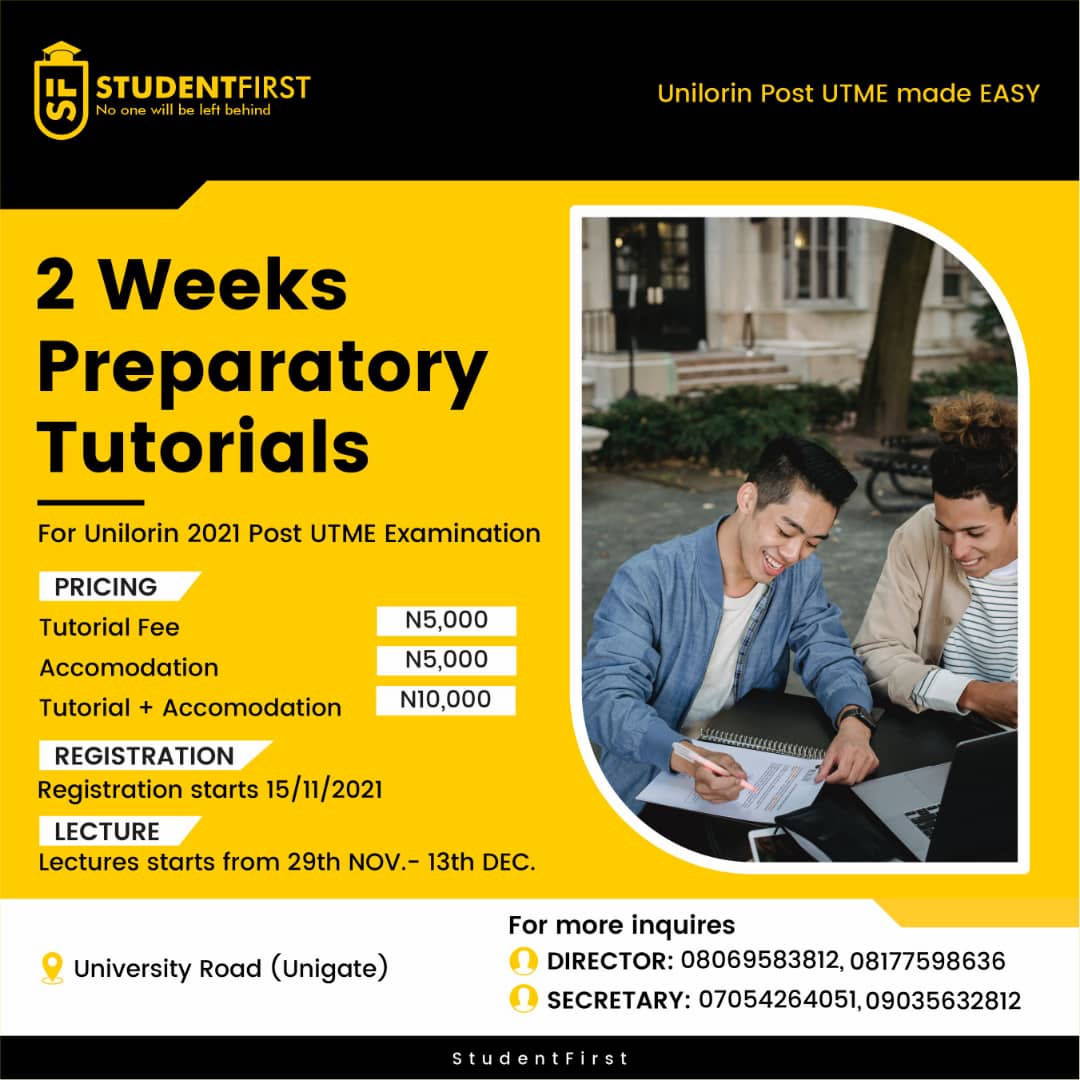 SF
STUDENTFIRST
No one will be left behind
Unilorin Post UTME made EASY
2 Weeks
Preparatory
Tutorials
For Unilorin 2021 Post UTME Examination
PRICING
Tutorial Fee N5,000
Accomodation N5,000
Tutorial + Accomodation N10,000
REGISTRATION
Registration starts 15/11/2021
LECTURE
Lectures starts from 29th NOV.- 13th DEC.
University Road (Unigate)
For more inquires
DIRECTOR: 08069583812, 08177598636
SECRETARY: 07054264051, 09035632812
StudentFirst